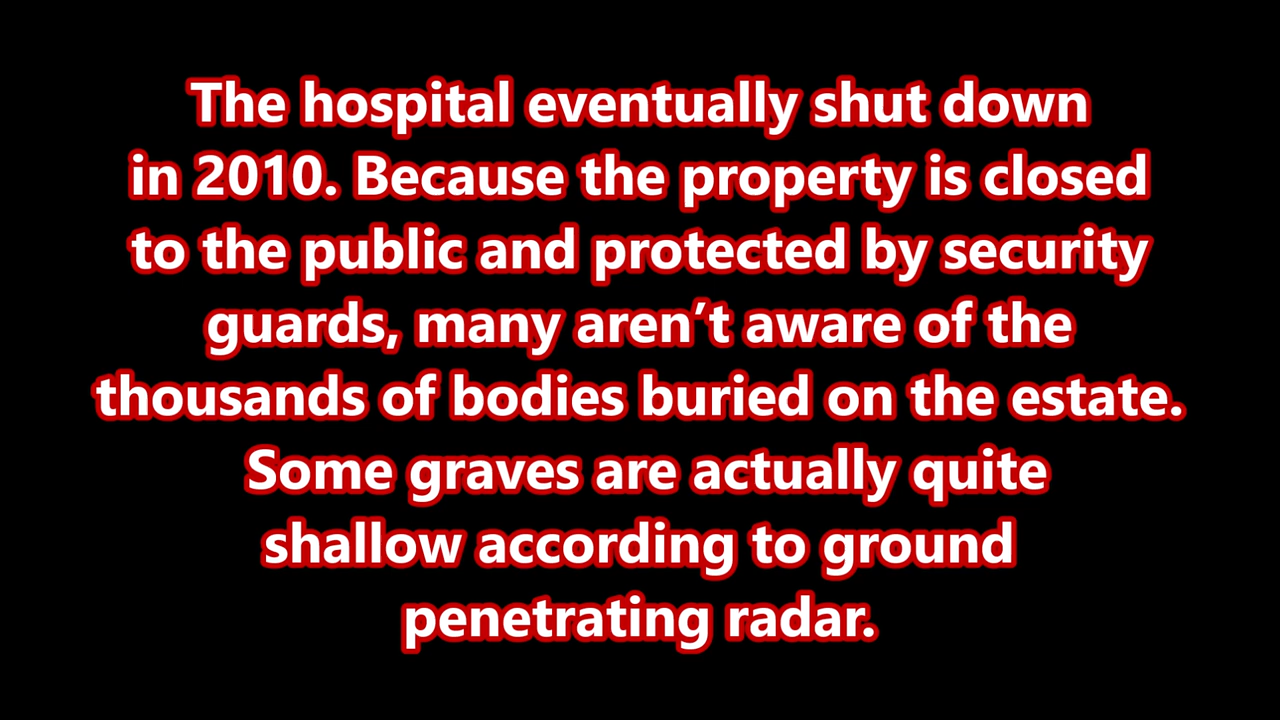 The hospital eventually shut down
in 2010. Because the property is closed
to the public and protected by security
guards, many aren’t aware of the
thousands of bodies buried on the estate.
Some graves are actually quite
shallow according to ground
penetrating radar.